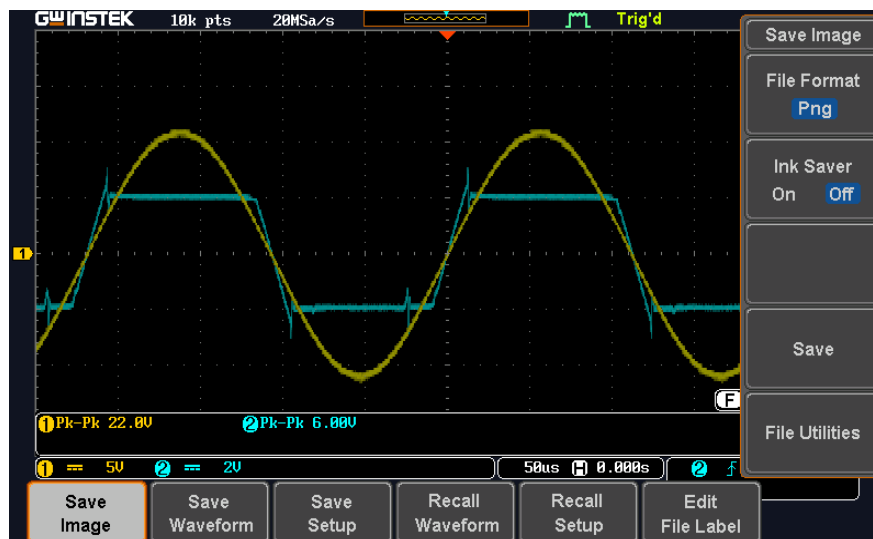 GWINSTEK 10k pts 20MSa/s Trig'd
Save Image
File Format
Png
Ink Saver
On Off
1
Save
F
1 Pk-Pk 22.0V 2 Pk-Pk 6.00V
File Utilities
1 5V 2 2V 50us H 0.000s 2
Save Image
Save Waveform
Save Setup
Recall Waveform
Recall Setup
Edit File Label